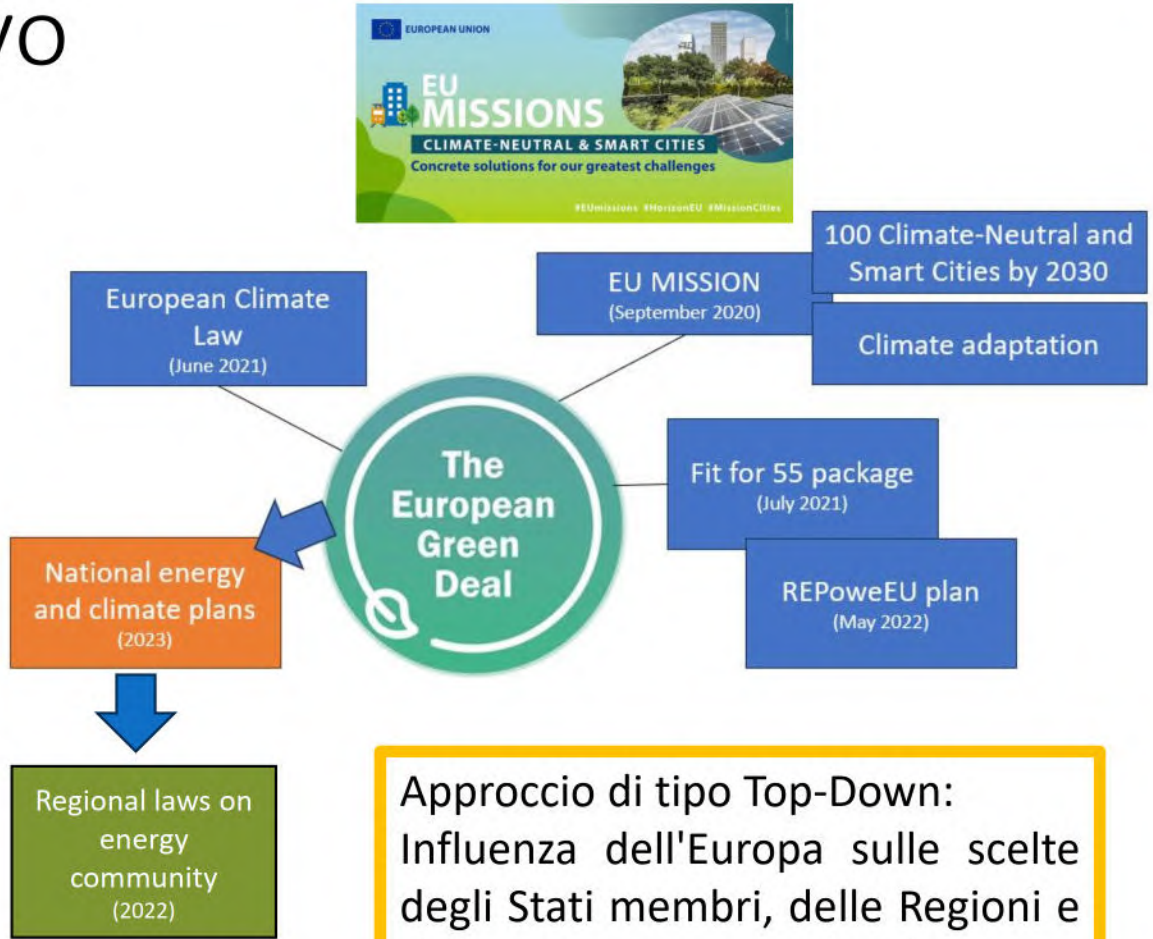 VO
EUROPEAN UNION
EU
MISSIONS
CLIMATE-NEUTRAL & SMART CITIES
Concrete solutions for our greatest challenges
#EUmissions #HorizonEU #MissionCities
100 Climate-Neutral and
Smart Cities by 2030
EU MISSION
(September 2020)
Climate adaptation
European Climate
Law
(June 2021)
The
European
Green
Deal
Fit for 55 package
(July 2021)
REPoweEU plan
(May 2022)
National energy
and climate plans
(2023)
Regional laws on
energy
community
(2022)
Approccio di tipo Top-Down:
Influenza dell'Europa sulle scelte
degli Stati membri, delle Regioni e